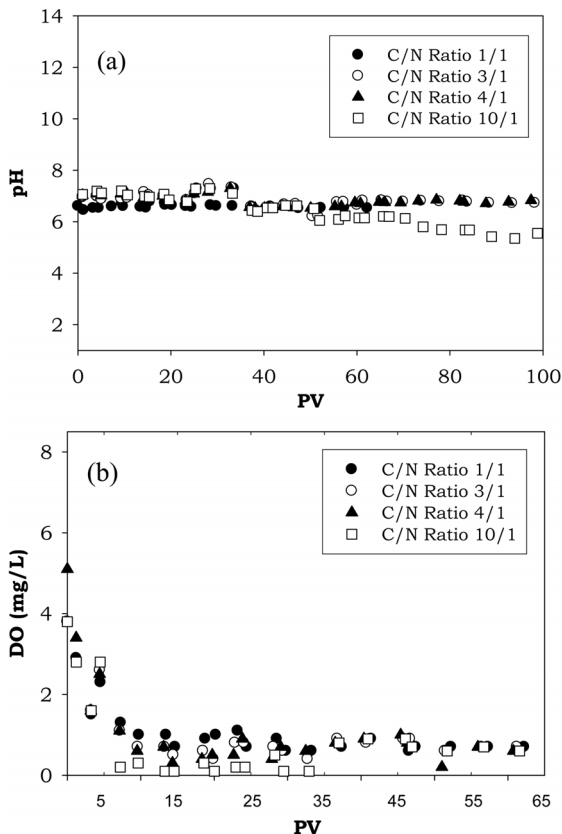 14
12
10
8
6
4
2
pH
(a)
C/N Ratio 1/1
C/N Ratio 3/1
C/N Ratio 4/1
C/N Ratio 10/1
0 20 40 60 80 100
PV
8
6
4
2
0
DO (mg/L)
(b)
C/N Ratio 1/1
C/N Ratio 3/1
C/N Ratio 4/1
C/N Ratio 10/1
5 15 25 35 45 55 65
PV